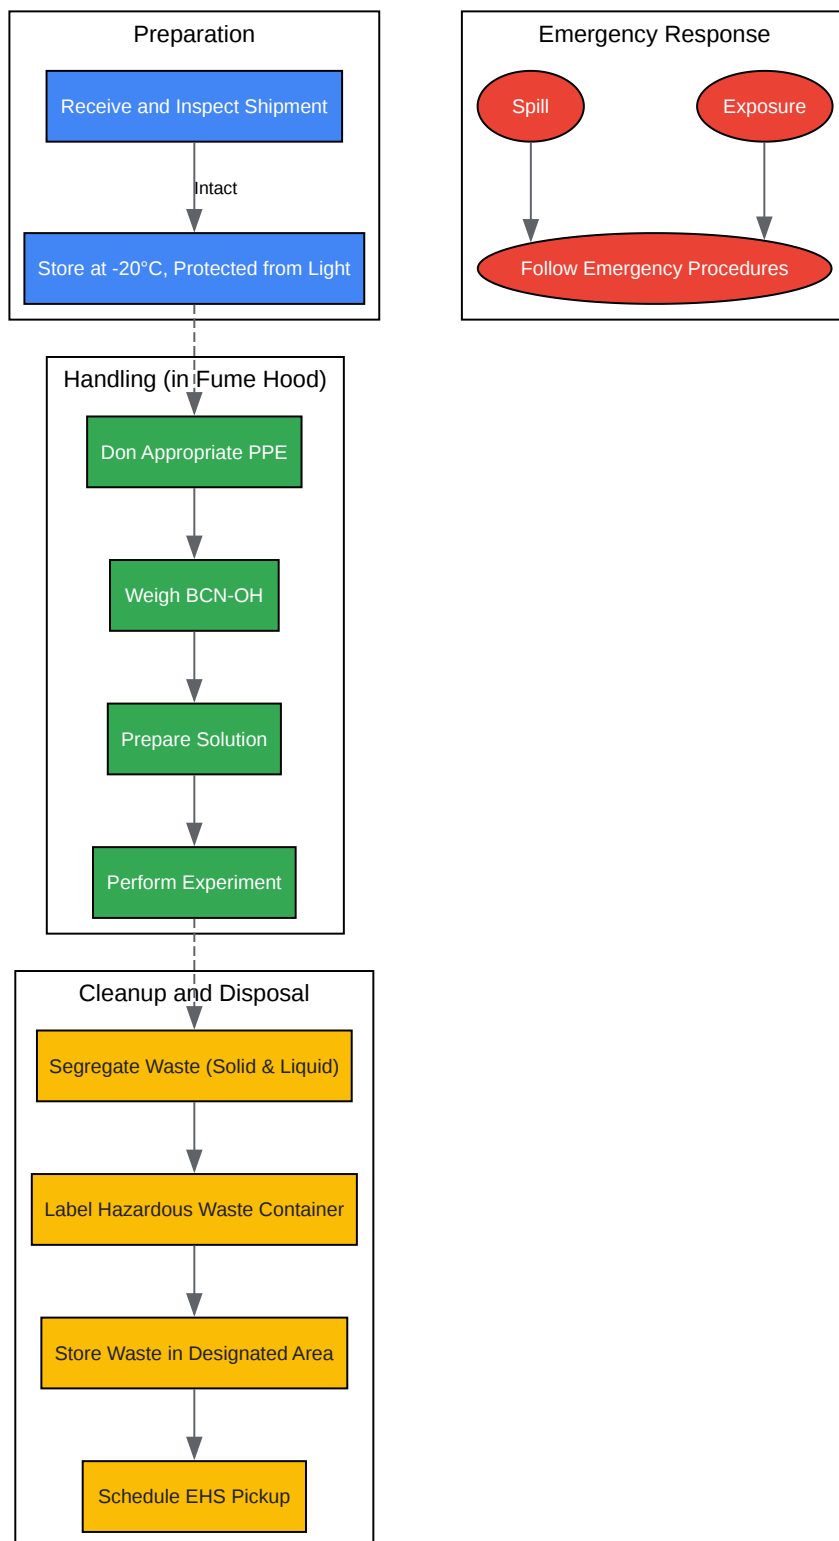 Preparation
Receive and Inspect Shipment
Intact
Store at -20°C, Protected from Light
Emergency Response
Spill
Exposure
Follow Emergency Procedures
Handling (in Fume Hood)
Don Appropriate PPE
Weigh BCN-OH
Prepare Solution
Perform Experiment
Cleanup and Disposal
Segregate Waste (Solid & Liquid)
Label Hazardous Waste Container
Store Waste in Designated Area
Schedule EHS Pickup